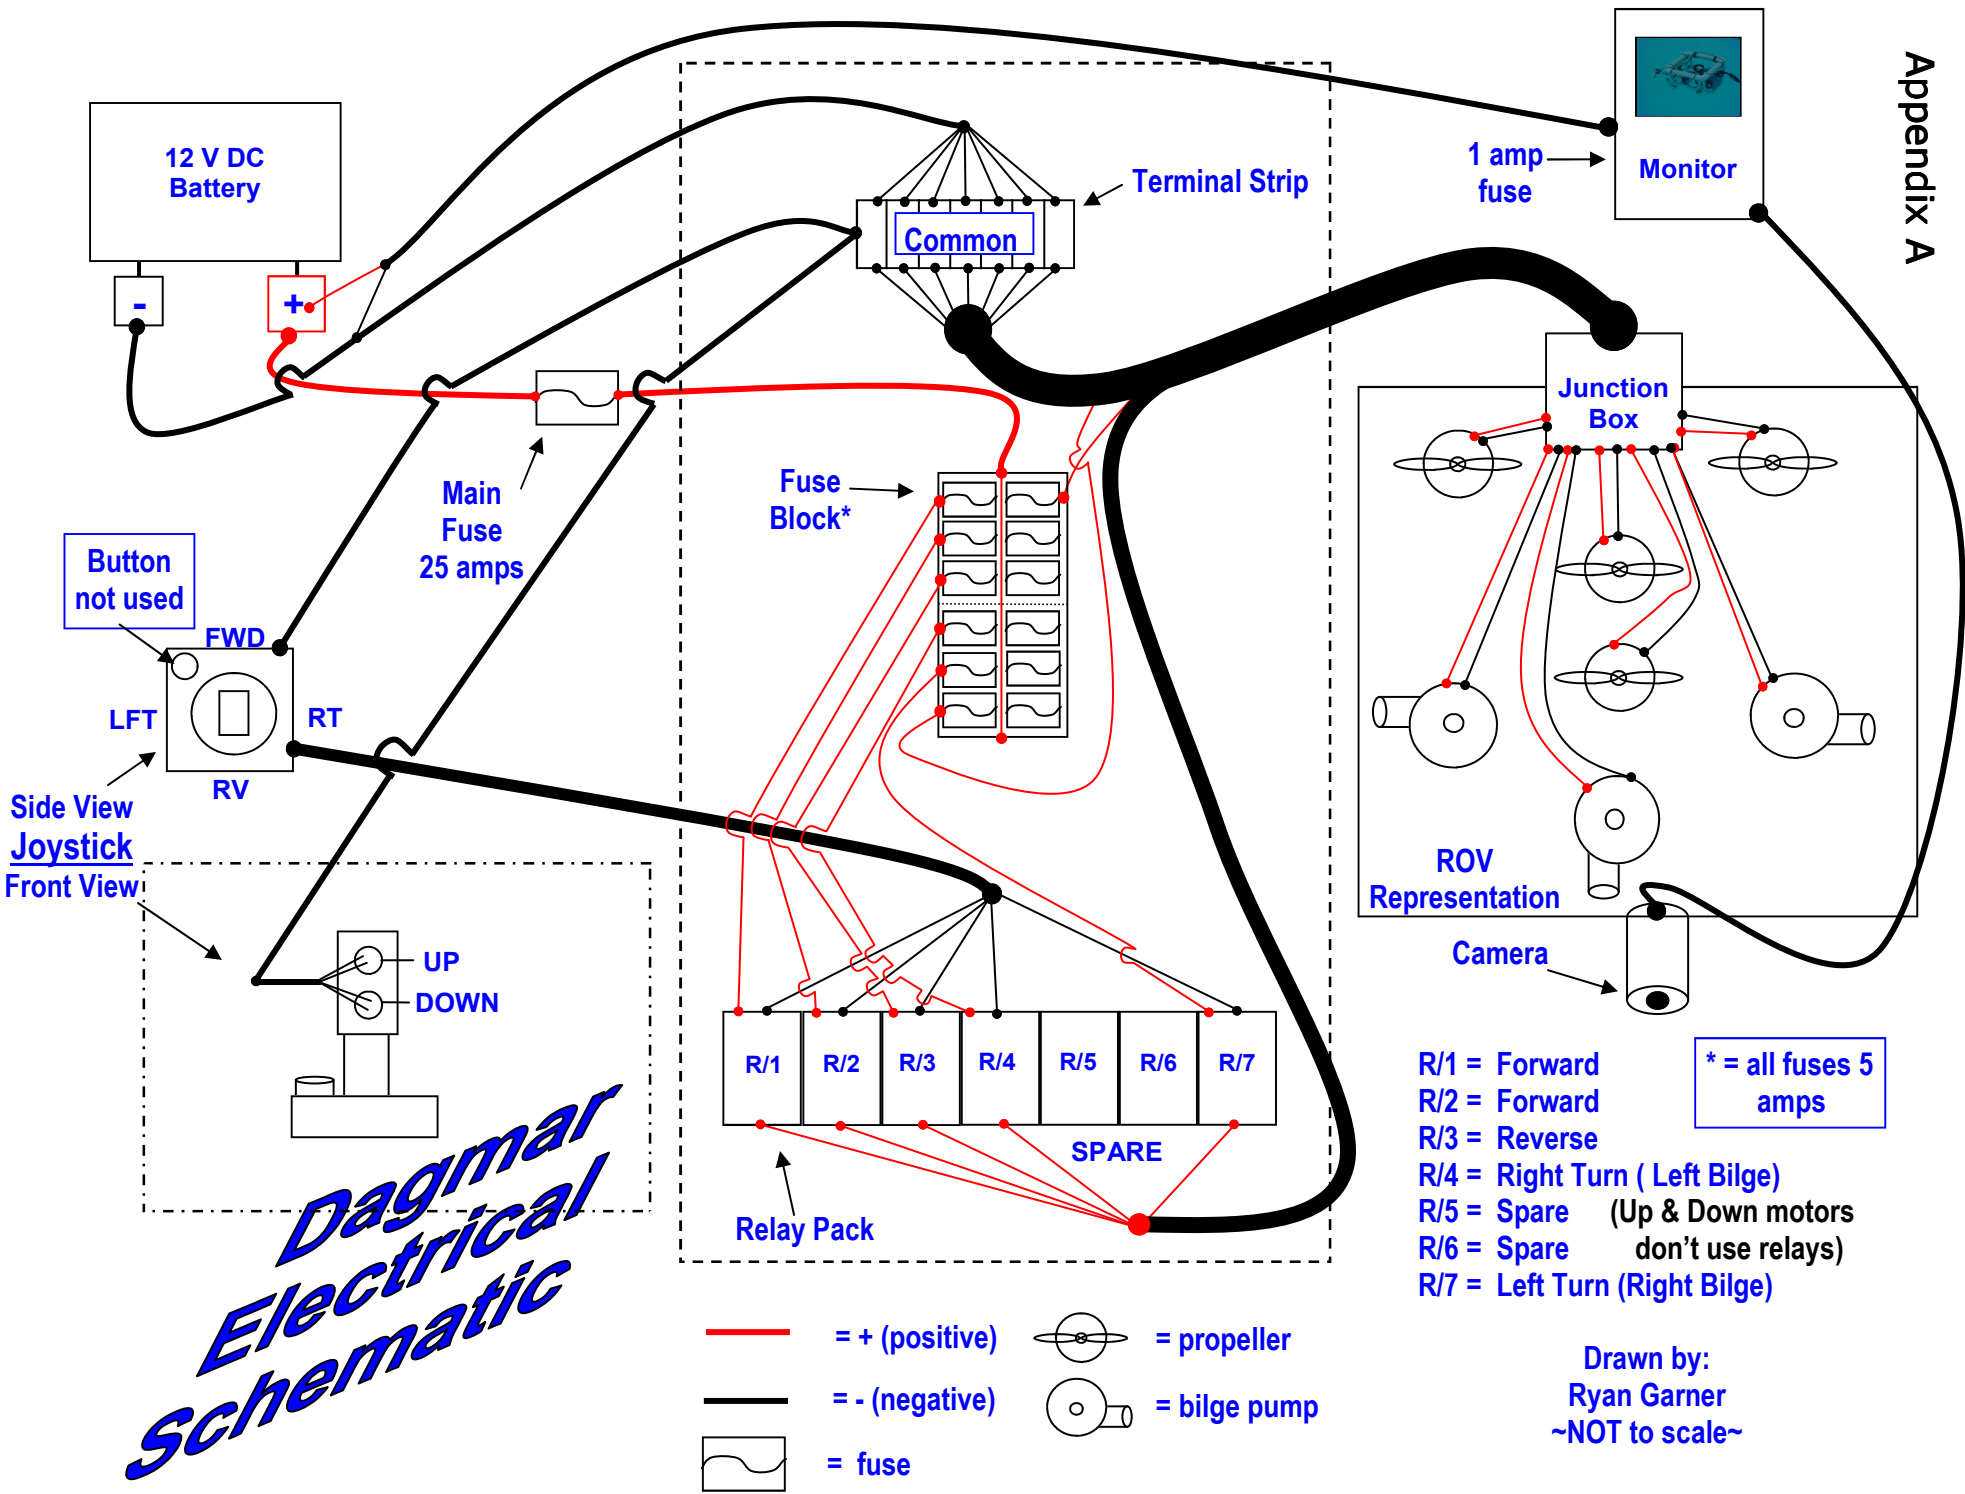 Appendix A
12 V DC
Battery
-
+
Terminal Strip
Common
1 amp
fuse
Monitor
Junction
Box
Main
Fuse
25 amps
Fuse
Block*
Button
not used
FWD
LFT
RT
RV
Side View
Joystick
Front View
UP
DOWN
ROV
Representation
Camera
R/1
R/2
R/3
R/4
R/5
R/6
R/7
SPARE
Relay Pack
R/1 = Forward
R/2 = Forward
R/3 = Reverse
R/4 = Right Turn ( Left Bilge)
R/5 = Spare (Up & Down motors
R/6 = Spare don't use relays)
R/7 = Left Turn (Right Bilge)
* = all fuses 5
amps
Dagmar
Electrical
Schematic
= + (positive)
= - (negative)
= fuse
= propeller
= bilge pump
Drawn by:
Ryan Garner
~NOT to scale~